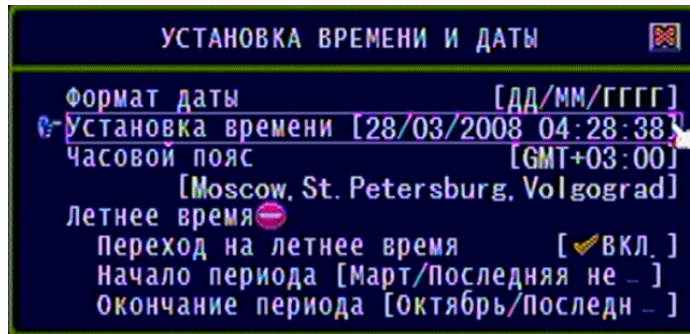 УСТАНОВКА ВРЕМЕНИ И ДАТЫ
Формат даты [ДД/ММ/ГГГГ]
Установка времени [28/03/2008 04:28:38]
Часовой пояс [GMT+03:00]
[Moscow, St. Petersburg, Volgograd]
Летнее время
Переход на летнее время [✓ВКЛ.]
Начало периода [Март/Последняя не…]
Окончание периода [Октябрь/Последн…]